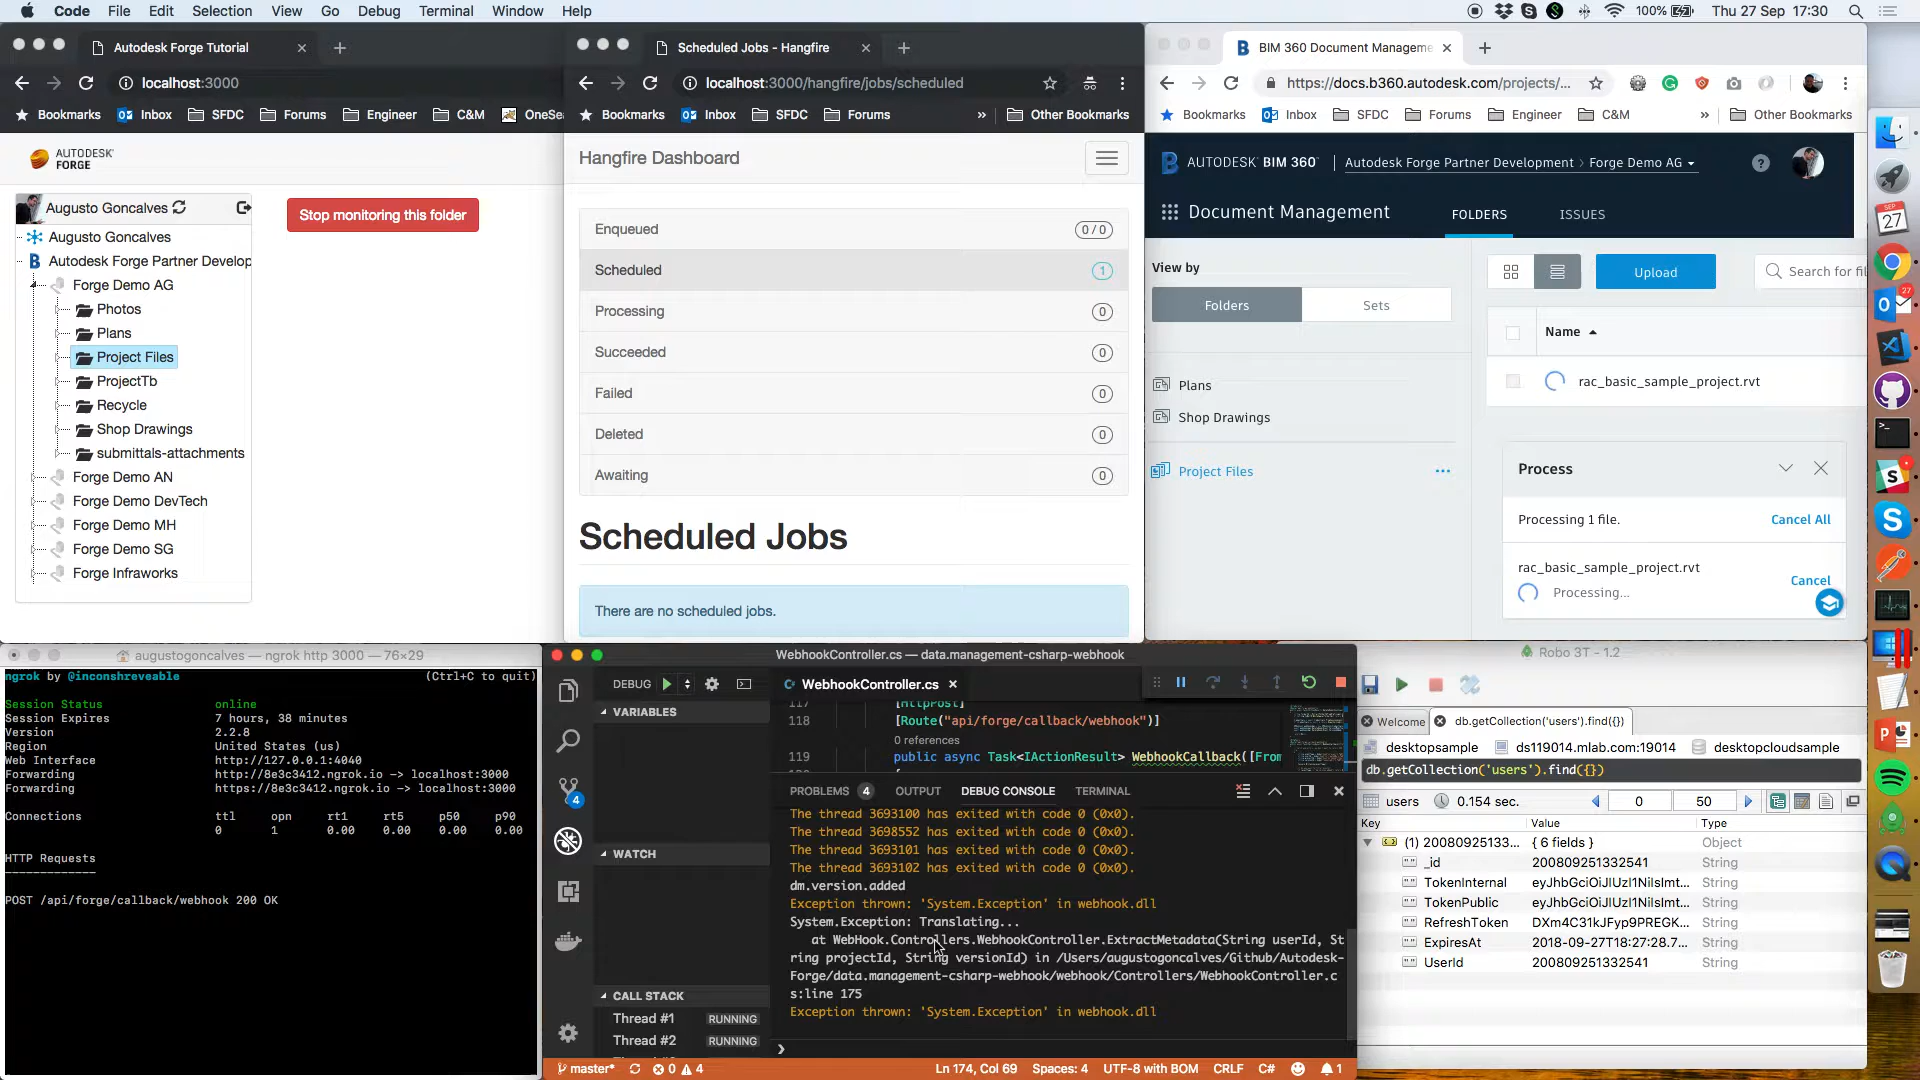 Code File Edit Selection View Go Debug Terminal Window Help
100% Thu 27 Sep 17:30
Autodesk Forge Tutorial
localhost:3000
Bookmarks Inbox SFDC Forums Engineer C&M OneSe
AUTODESK
FORGE
Augusto Goncalves
Stop monitoring this folder
Augusto Goncalves
Autodesk Forge Partner Develop
Forge Demo AG
Photos
Plans
Project Files
ProjectTb
Recycle
Shop Drawings
submittals-attachments
Forge Demo AN
Forge Demo DevTech
Forge Demo MH
Forge Demo SG
Forge Infraworks
Scheduled Jobs - Hangfire
localhost:3000/hangfire/jobs/scheduled
Bookmarks Inbox SFDC Forums » Other Bookmarks
Hangfire Dashboard
Enqueued 0 / 0
Scheduled 1
Processing 0
Succeeded 0
Failed 0
Deleted 0
Awaiting 0
Scheduled Jobs
There are no scheduled jobs.
BIM 360 Document Manageme
https://docs.b360.autodesk.com/projects/...
Bookmarks Inbox SFDC Forums Engineer C&M » Other Bookmarks
AUTODESK® BIM 360™ Autodesk Forge Partner Development > Forge Demo AG
Document Management FOLDERS ISSUES
View by
Folders Sets
Upload
Search for fil
Plans
Shop Drawings
Project Files ...
Name
rac_basic_sample_project.rvt
Process
Processing 1 file. Cancel All
rac_basic_sample_project.rvt
Cancel
Processing...
SEP
27
27
augustogoncalves — ngrok http 3000 — 76×29
ngrok by @inconshreveable (Ctrl+C to quit)
Session Status online
Session Expires 7 hours, 38 minutes
Version 2.2.8
Region United States (us)
Web Interface http://127.0.0.1:4040
Forwarding http://8e3c3412.ngrok.io -> localhost:3000
Forwarding https://8e3c3412.ngrok.io -> localhost:3000
Connections ttl opn rt1 rt5 p50 p90
0 1 0.00 0.00 0.00 0.00
HTTP Requests
-------------
POST /api/forge/callback/webhook 200 OK
WebhookController.cs — data.management-csharp-webhook
DEBUG
WebhookController.cs
VARIABLES
WATCH
CALL STACK
Thread #1 RUNNING
Thread #2 RUNNING
4
117 [HttpPost]
118 [Route("api/forge/callback/webhook")]
0 references
119 public async Task<IActionResult> WebhookCallback([From
PROBLEMS 4 OUTPUT DEBUG CONSOLE TERMINAL
The thread 3693100 has exited with code 0 (0x0).
The thread 3698552 has exited with code 0 (0x0).
The thread 3693101 has exited with code 0 (0x0).
The thread 3693102 has exited with code 0 (0x0).
dm.version.added
Exception thrown: 'System.Exception' in webhook.dll
System.Exception: Translating...
at WebHook.Controllers.WebhookController.ExtractMetadata(String userId, St
ring projectId, String versionId) in /Users/augustogoncalves/Github/Autodesk-
Forge/data.management-csharp-webhook/webhook/Controllers/WebhookController.c
s:line 175
Exception thrown: 'System.Exception' in webhook.dll
master* 0 4 Ln 174, Col 69 Spaces: 4 UTF-8 with BOM CRLF C# 1
Robo 3T - 1.2
Welcome db.getCollection('users').find({})
desktopsample ds119014.mlab.com:19014 desktopcloudsample
db.getCollection('users').find({})
users 0.154 sec. 0 50
Key Value Type
(1) 20080925133... { 6 fields } Object
_id 200809251332541 String
TokenInternal String
TokenPublic String
RefreshToken String
ExpiresAt 2018-09-27T18:27:28.7... String
UserId 200809251332541 String